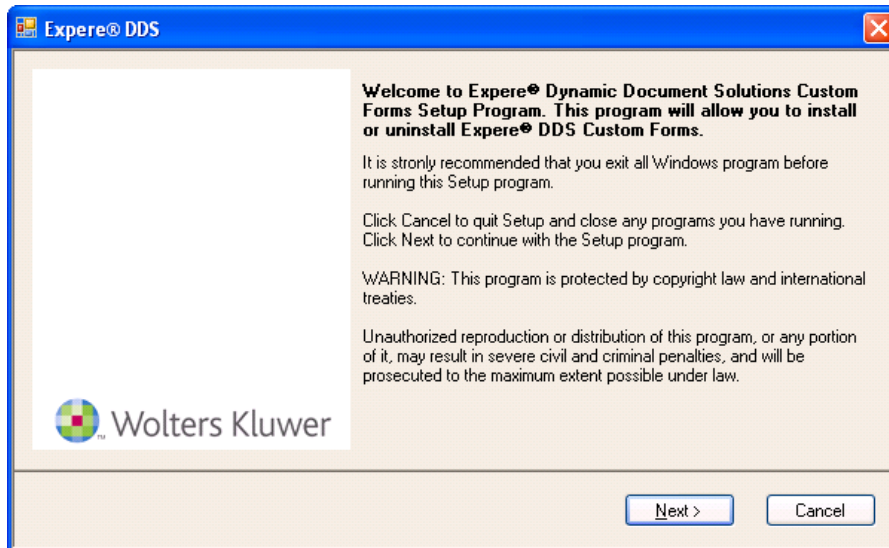 Expere® DDS
Welcome to Expere® Dynamic Document Solutions Custom
Forms Setup Program. This program will allow you to install
or uninstall Expere® DDS Custom Forms.
It is stronly recommended that you exit all Windows program before
running this Setup program.
Click Cancel to quit Setup and close any programs you have running.
Click Next to continue with the Setup program.
WARNING: This program is protected by copyright law and international
treaties.
Unauthorized reproduction or distribution of this program, or any portion
of it, may result in severe civil and criminal penalties, and will be
prosecuted to the maximum extent possible under law.
Wolters Kluwer
Next >
Cancel